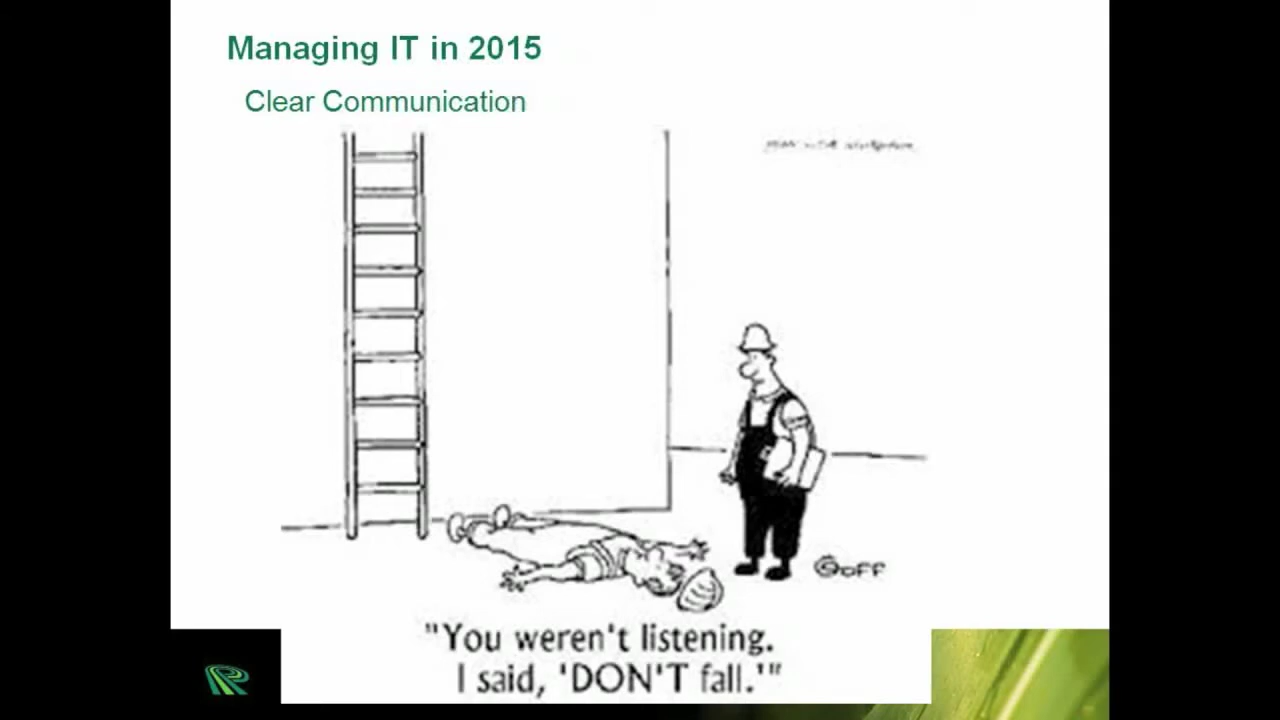 Managing IT in 2015
Clear Communication
GOFF
"You weren't listening.
I said, 'DON'T fall.'"